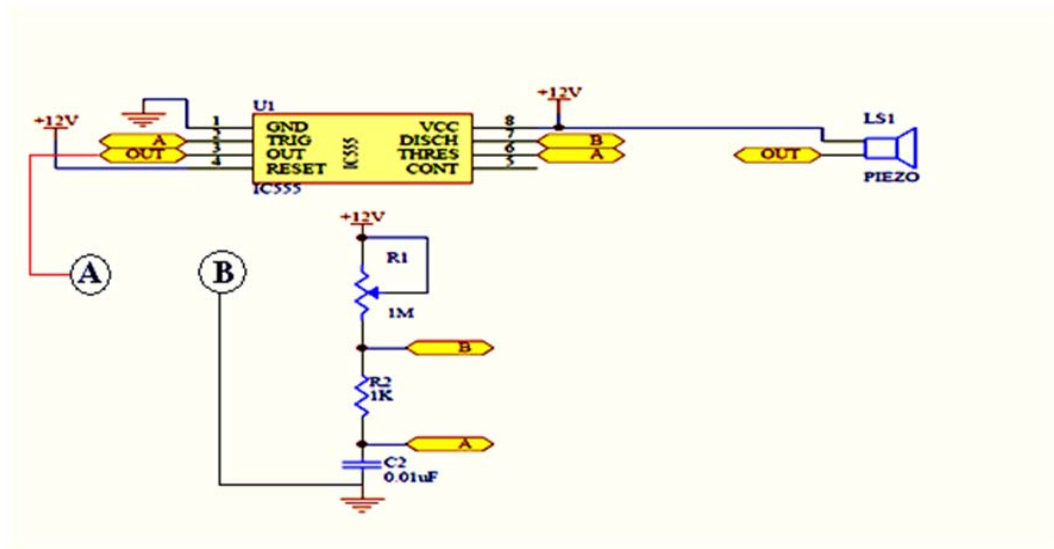 +12V
U1
1 GND
A 2 TRIG
OUT 3 OUT
4 RESET
IC555
VCC 8
DISCH 7 B
THRES 6 A
CONT 5
IC555
+12V
LS1
OUT
PIEZO
A
B
+12V
R1
1M
B
R2
1K
A
C2
0.01uF